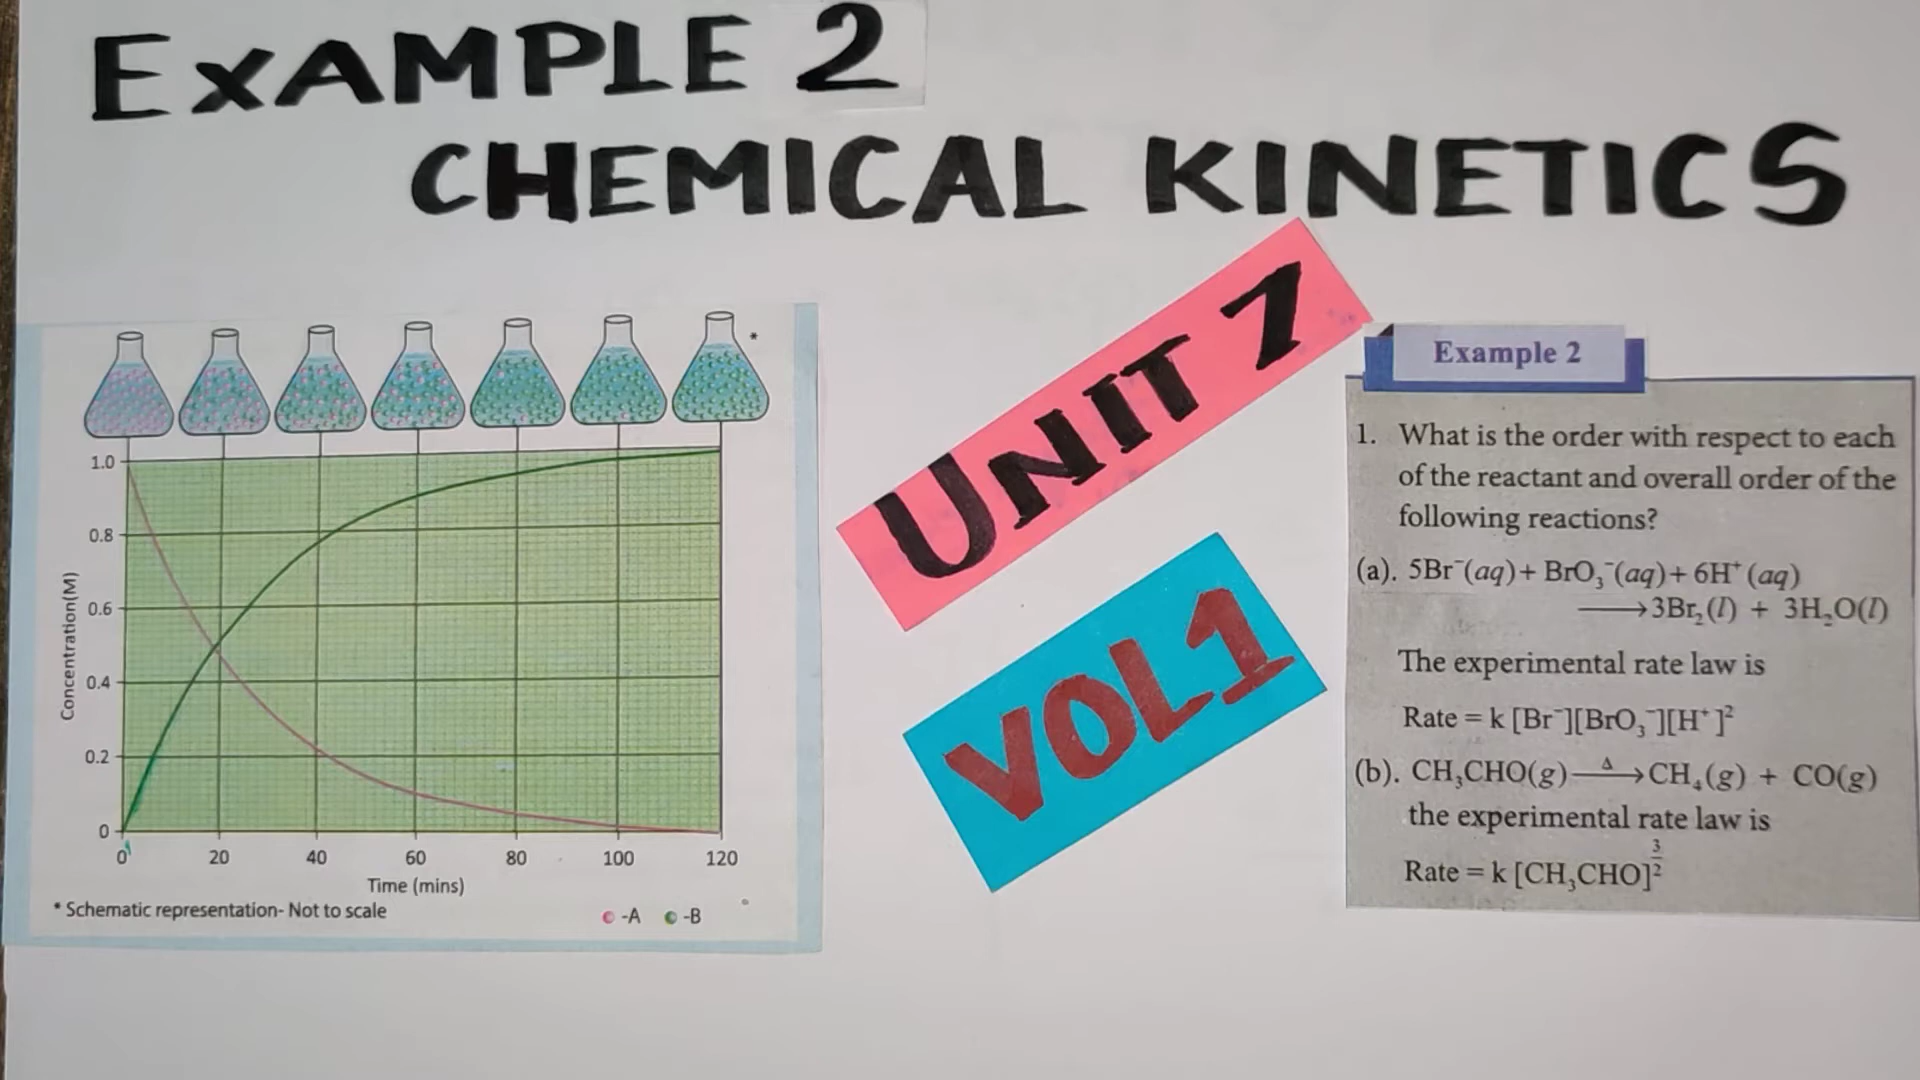 EXAMPLE 2
CHEMICAL KINETICS
UNIT 7
VOL1
*
1.0
0.8
0.6
0.4
0.2
0
Concentration(M)
0 20 40 60 80 100 120
Time (mins)
* Schematic representation- Not to scale
-A -B
Example 2
1. What is the order with respect to each
of the reactant and overall order of the
following reactions?
(a). 5Br⁻(aq)+ BrO₃⁻(aq)+ 6H⁺(aq)
⟶3Br₂(l) + 3H₂O(l)
The experimental rate law is
Rate = k [Br⁻][BrO₃⁻][H⁺]²
(b). CH₃CHO(g) —Δ→ CH₄(g) + CO(g)
the experimental rate law is
Rate = k [CH₃CHO]^(3/2)